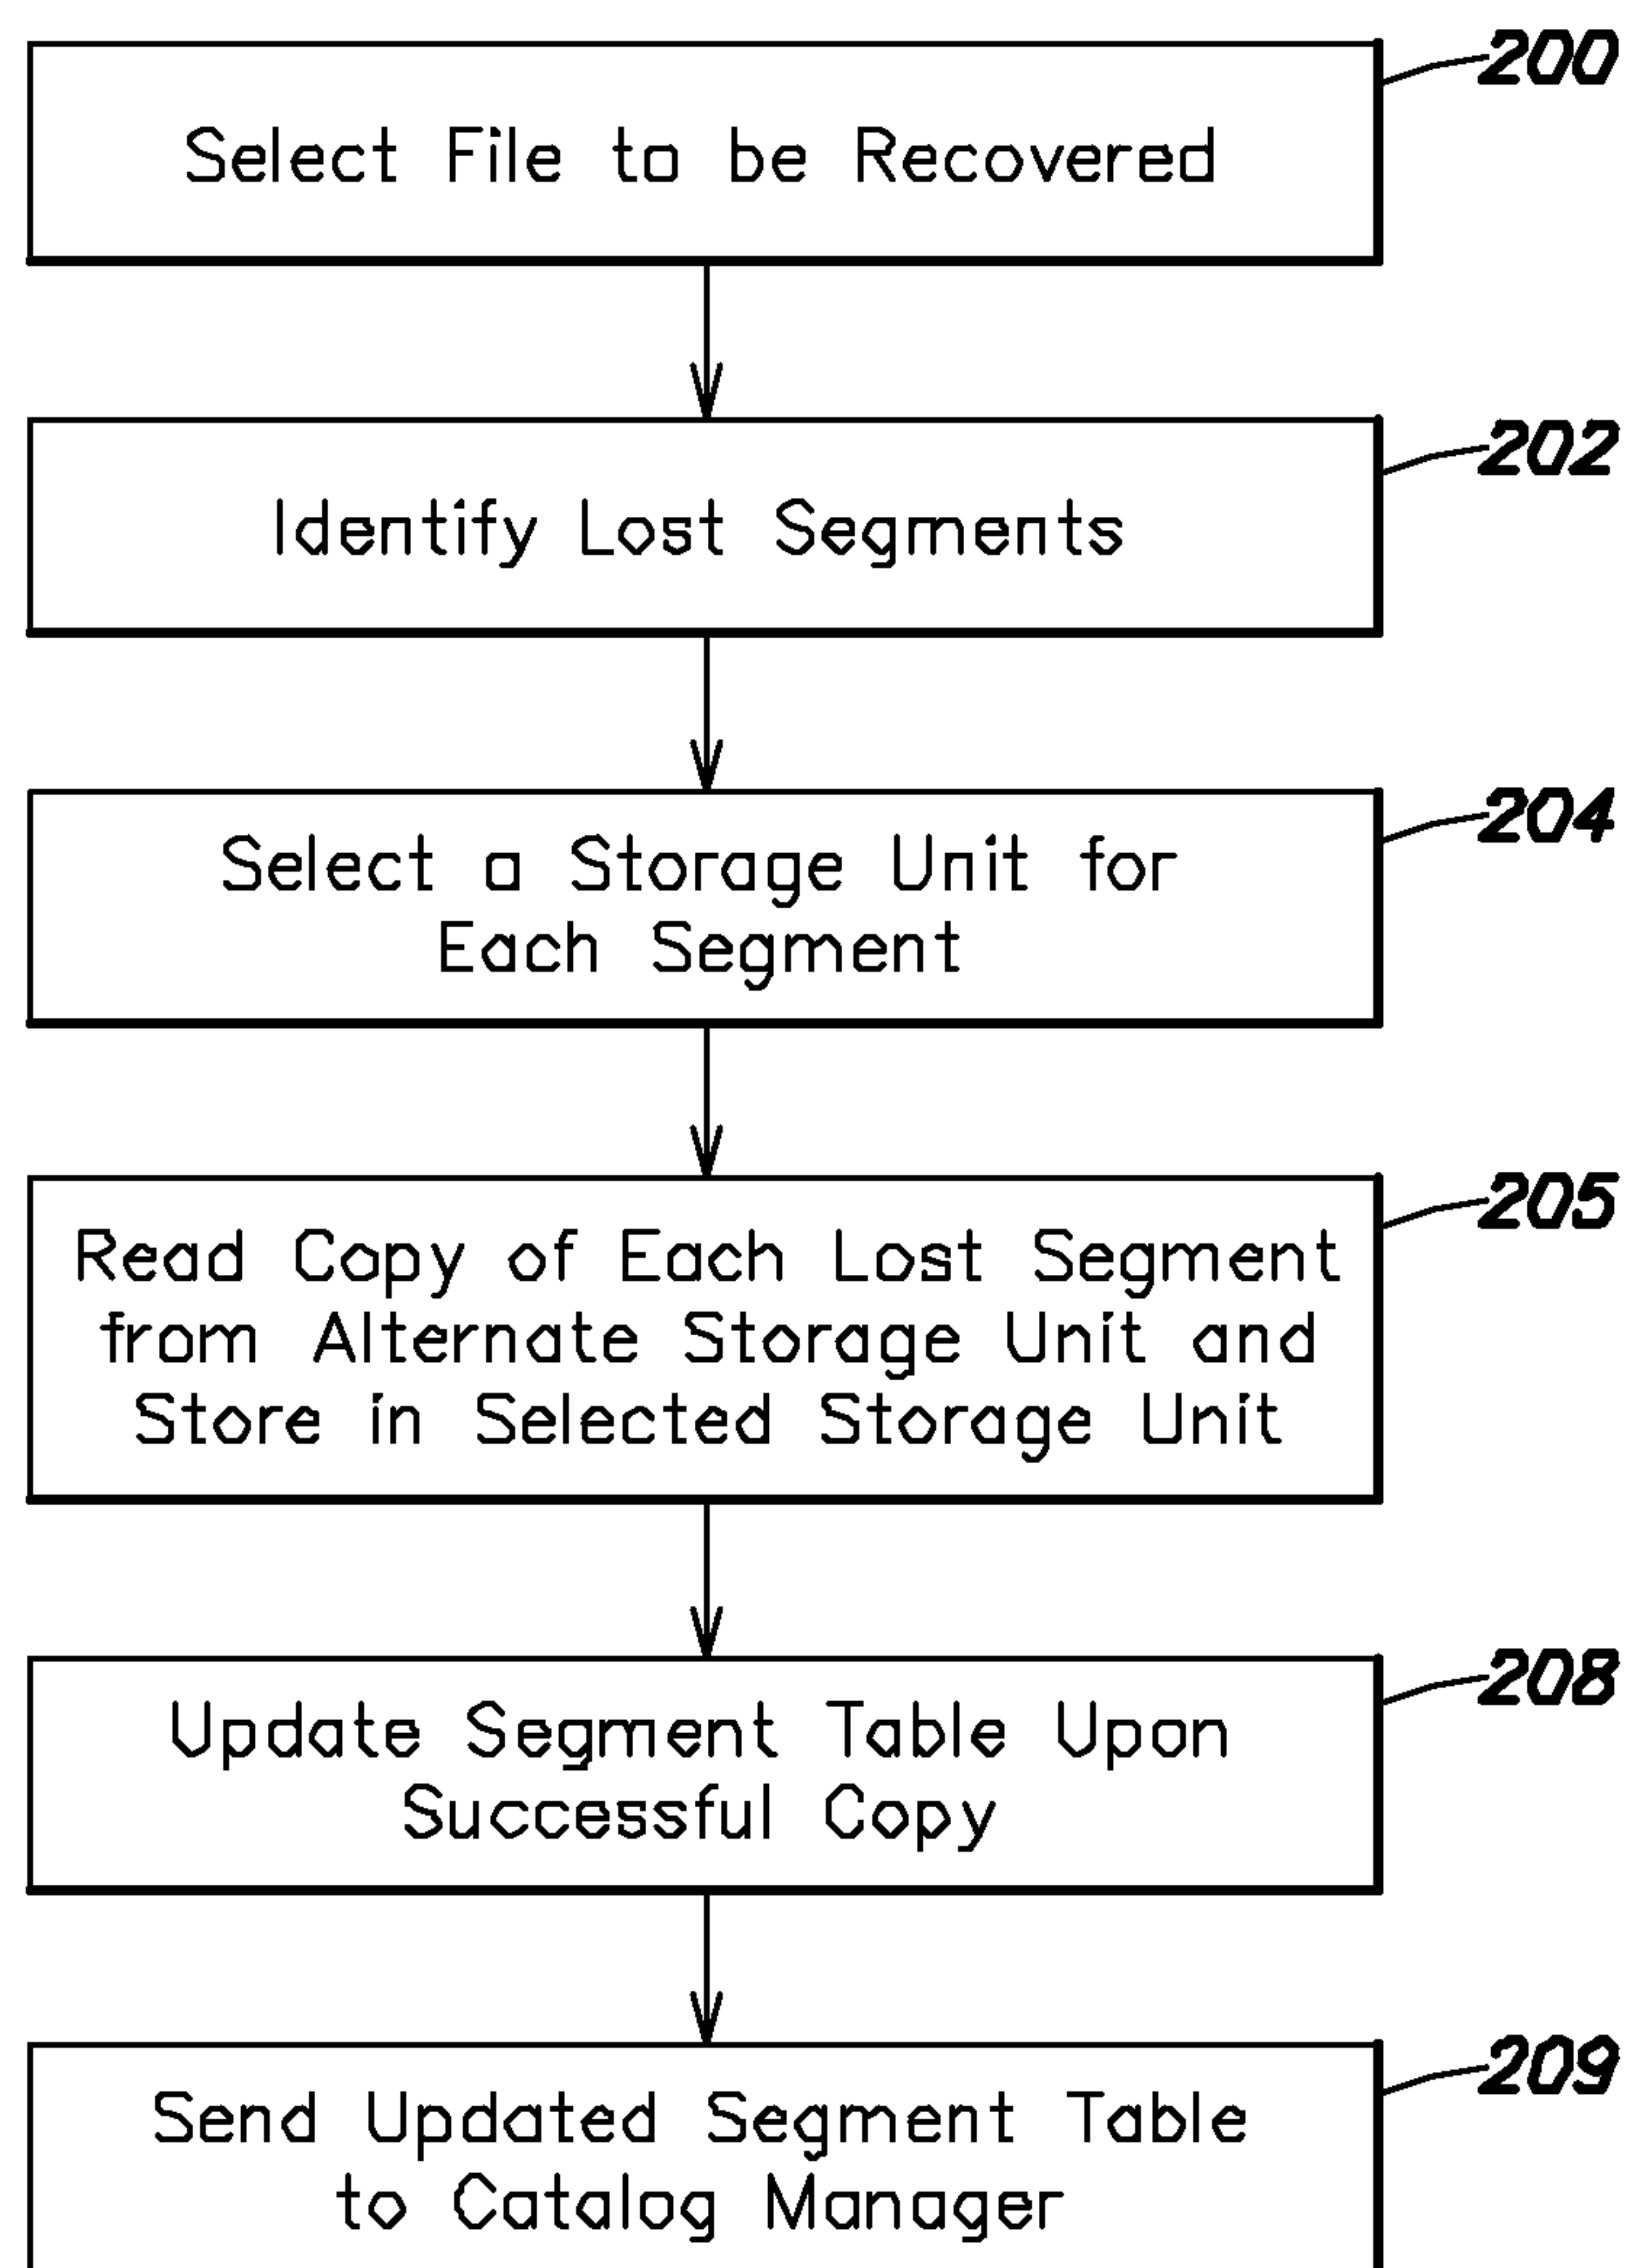 200
Select File to be Recovered
202
Identify Lost Segments
204
Select a Storage Unit for
Each Segment
205
Read Copy of Each Lost Segment
from Alternate Storage Unit and
Store in Selected Storage Unit
208
Update Segment Table Upon
Successful Copy
209
Send Updated Segment Table
to Catalog Manager